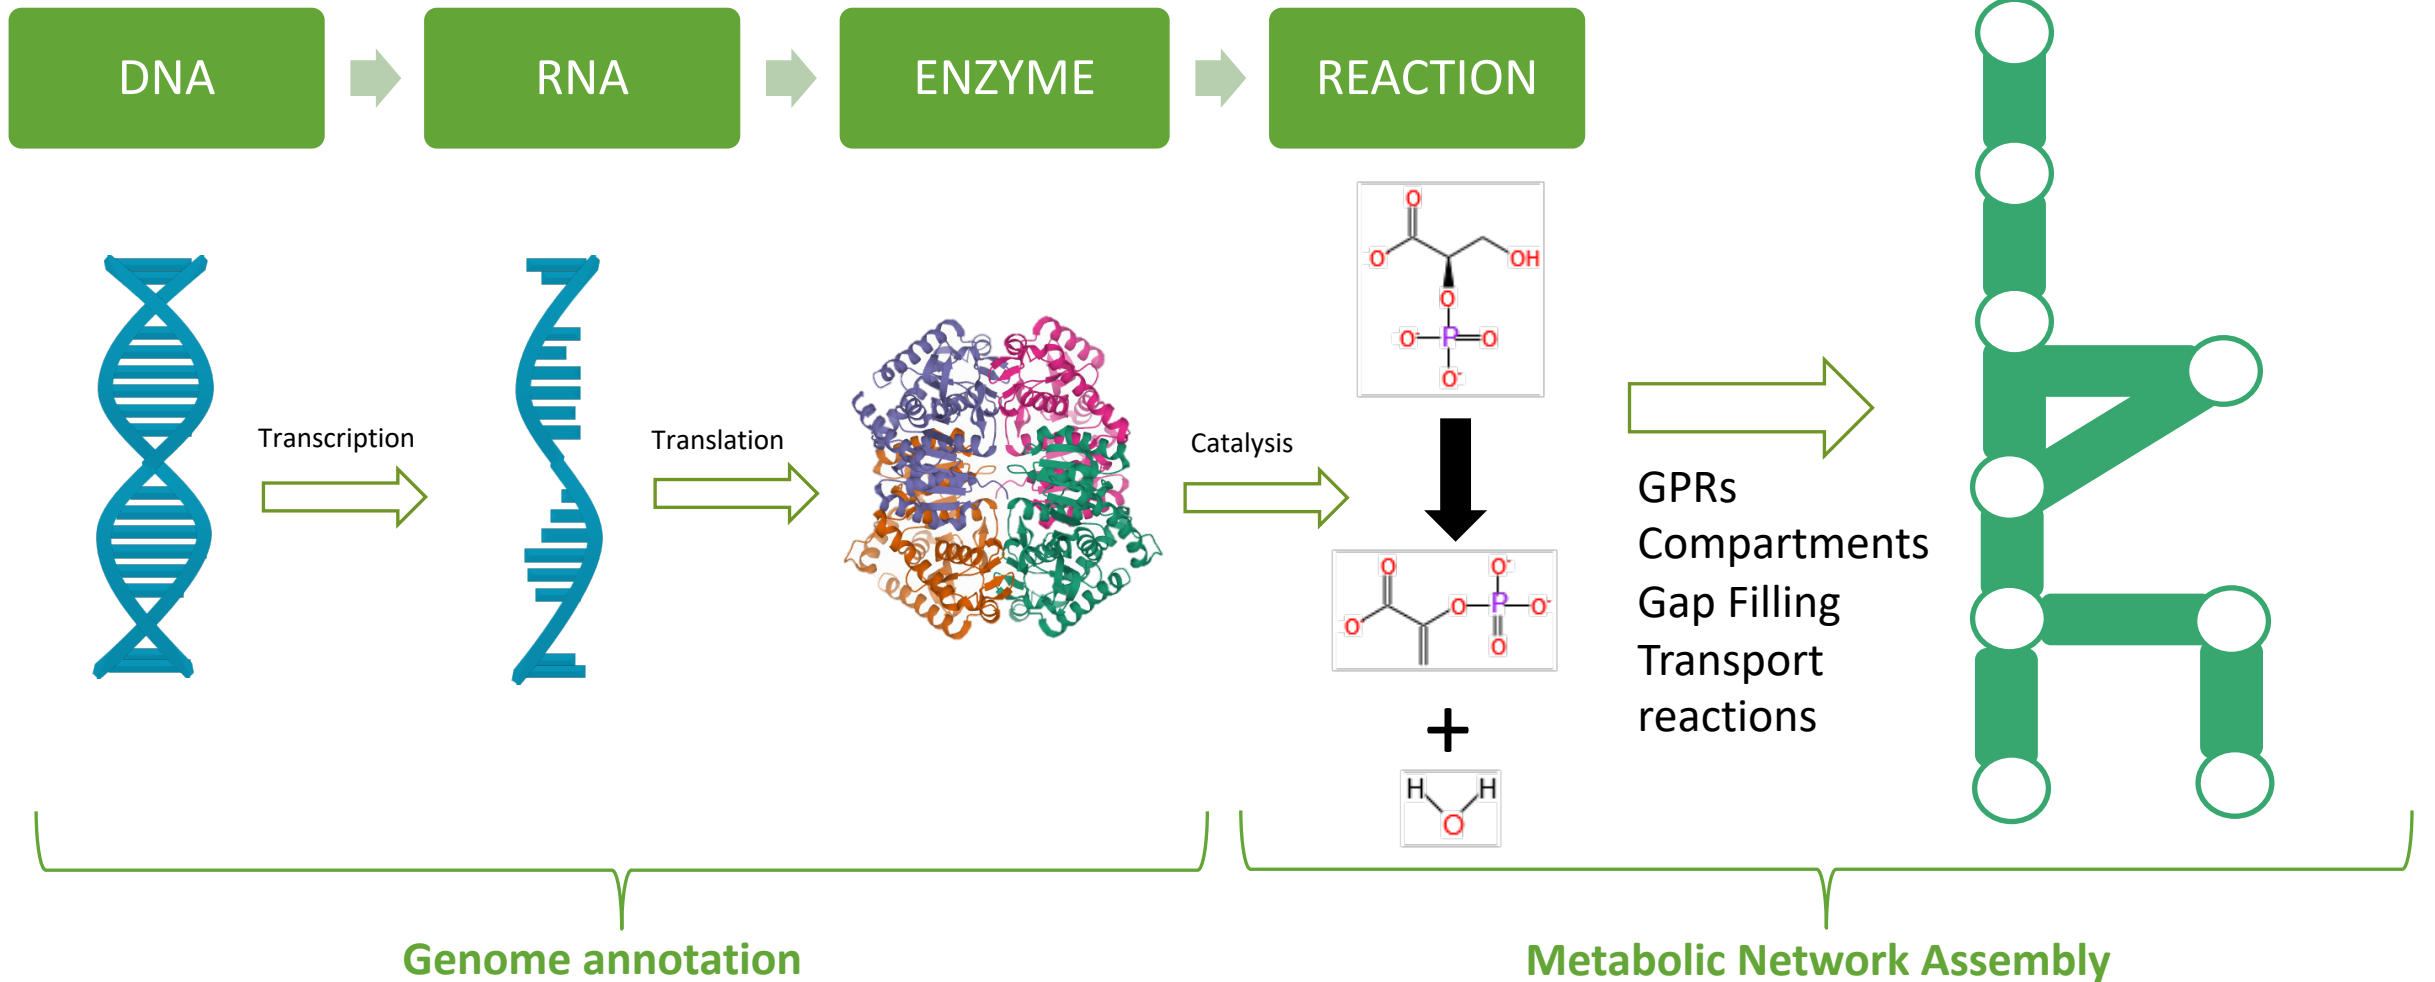 DNA
RNA
ENZYME
REACTION
Transcription
Translation
Catalysis
O
O-
OH
O
O- P O
O-
GPRs
Compartments
Gap Filling
Transport
reactions
O
O-
O P O-
O-
O
+
H H
O
Genome annotation
Metabolic Network Assembly